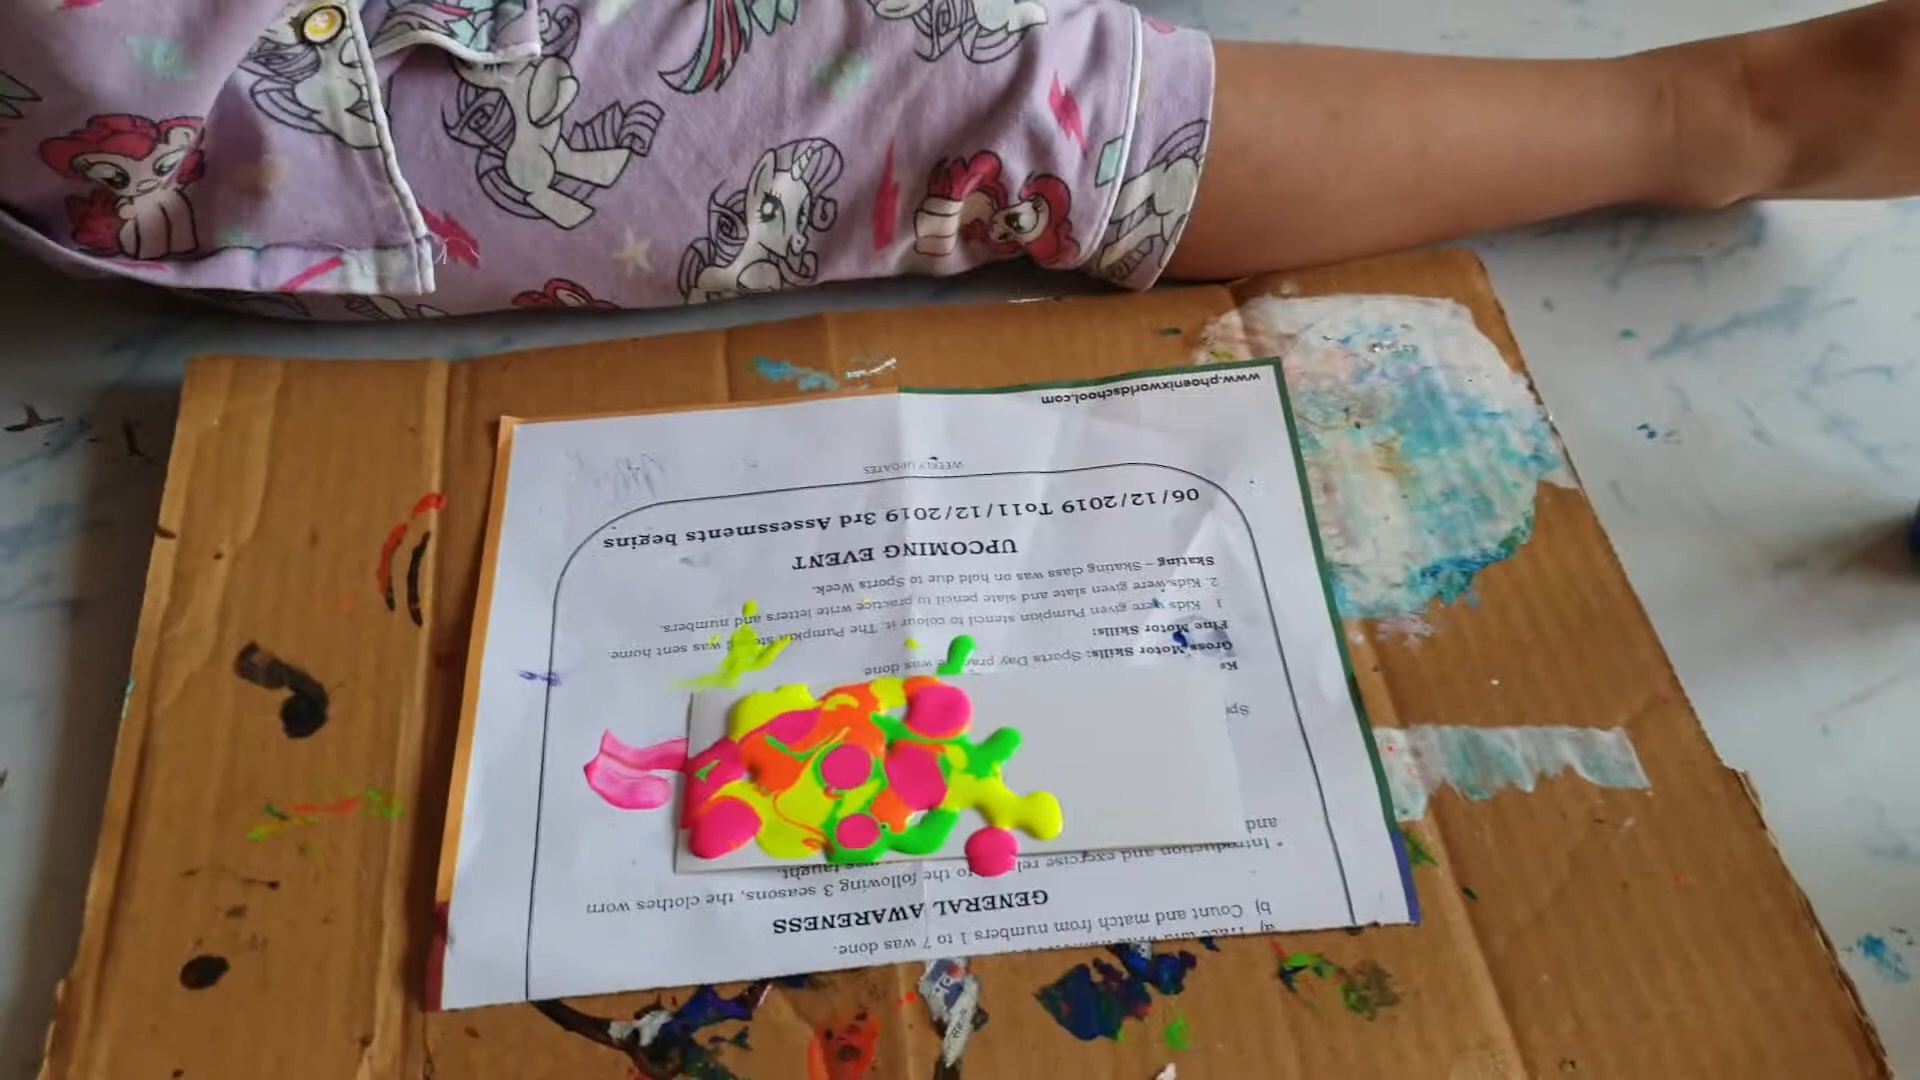 a) Trace and
b) Count and match from numbers 1 to 7 was done.
GENERAL AWARENESS
* Introduction and exercise to the following 3 seasons, the clothes worn
and was taught.
Gross Motor Skills: Sports Day was done
Fine Motor Skills:
1 Kids were given Pumpkin stencil to colour it. The Pumpkin was sent home.
2. Kids were given slate and slate pencil to practice write letters and numbers.
Skating – Skating class was on hold due to Sports Week.
UPCOMING EVENT
06/12/2019 To11/12/2019 3rd Assessments begins
WEEKLY UPDATES
www.phoenixworldschool.com